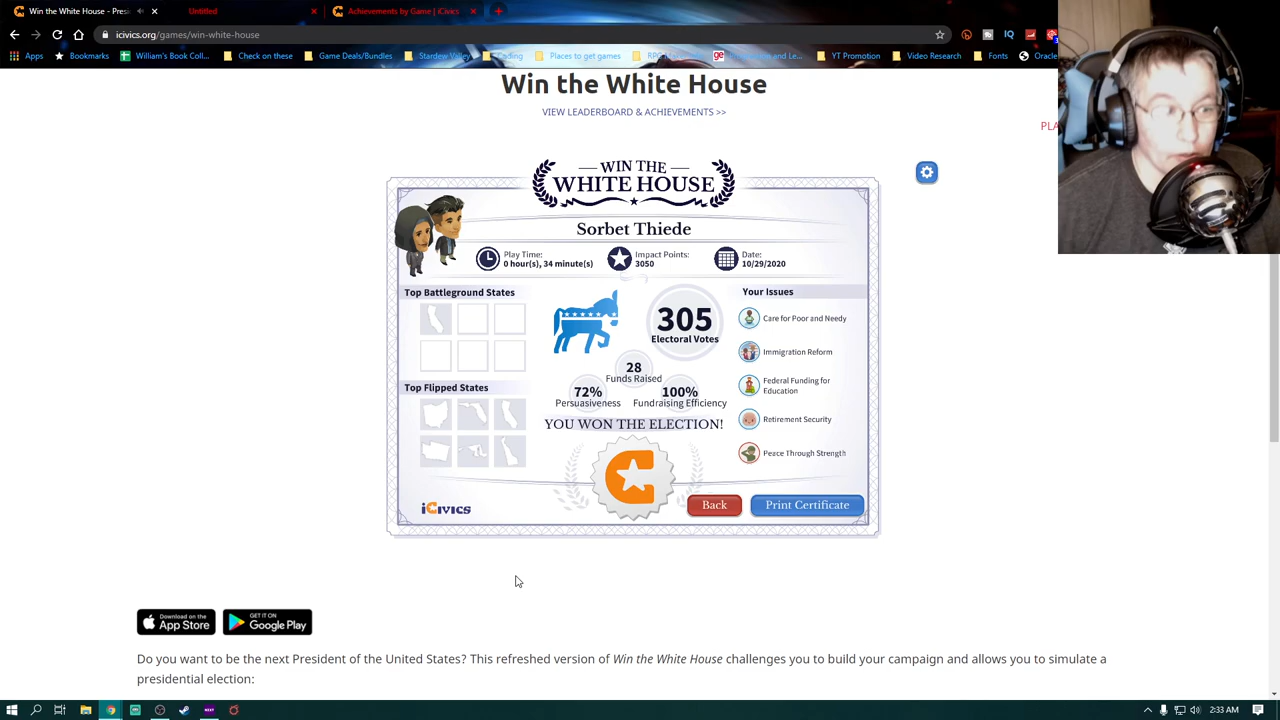 Win the White House - Presi
Untitled
Achievements by Game | iCivics
icivics.org/games/win-white-house
Apps
Bookmarks
William's Book Coll...
Check on these
Game Deals/Bundles
Stardew Valley
Coding
Places to get games
YT Promotion
Video Research
Fonts
Oracle
Win the White House
VIEW LEADERBOARD & ACHIEVEMENTS >>
PLA
WIN THE
WHITE HOUSE
Sorbet Thiede
Play Time:
0 hour(s), 34 minute(s)
Impact Points:
3050
Date:
10/29/2020
Top Battleground States
305
Electoral Votes
28
Funds Raised
72%
Persuasiveness
100%
Fundraising Efficiency
Your Issues
Care for Poor and Needy
Immigration Reform
Federal Funding for
Education
Retirement Security
Peace Through Strength
Top Flipped States
YOU WON THE ELECTION!
iCivics
Back
Print Certificate
Download on the
App Store
GET IT ON
Google Play
Do you want to be the next President of the United States? This refreshed version of Win the White House challenges you to build your campaign and allows you to simulate a
presidential election:
2:33 AM